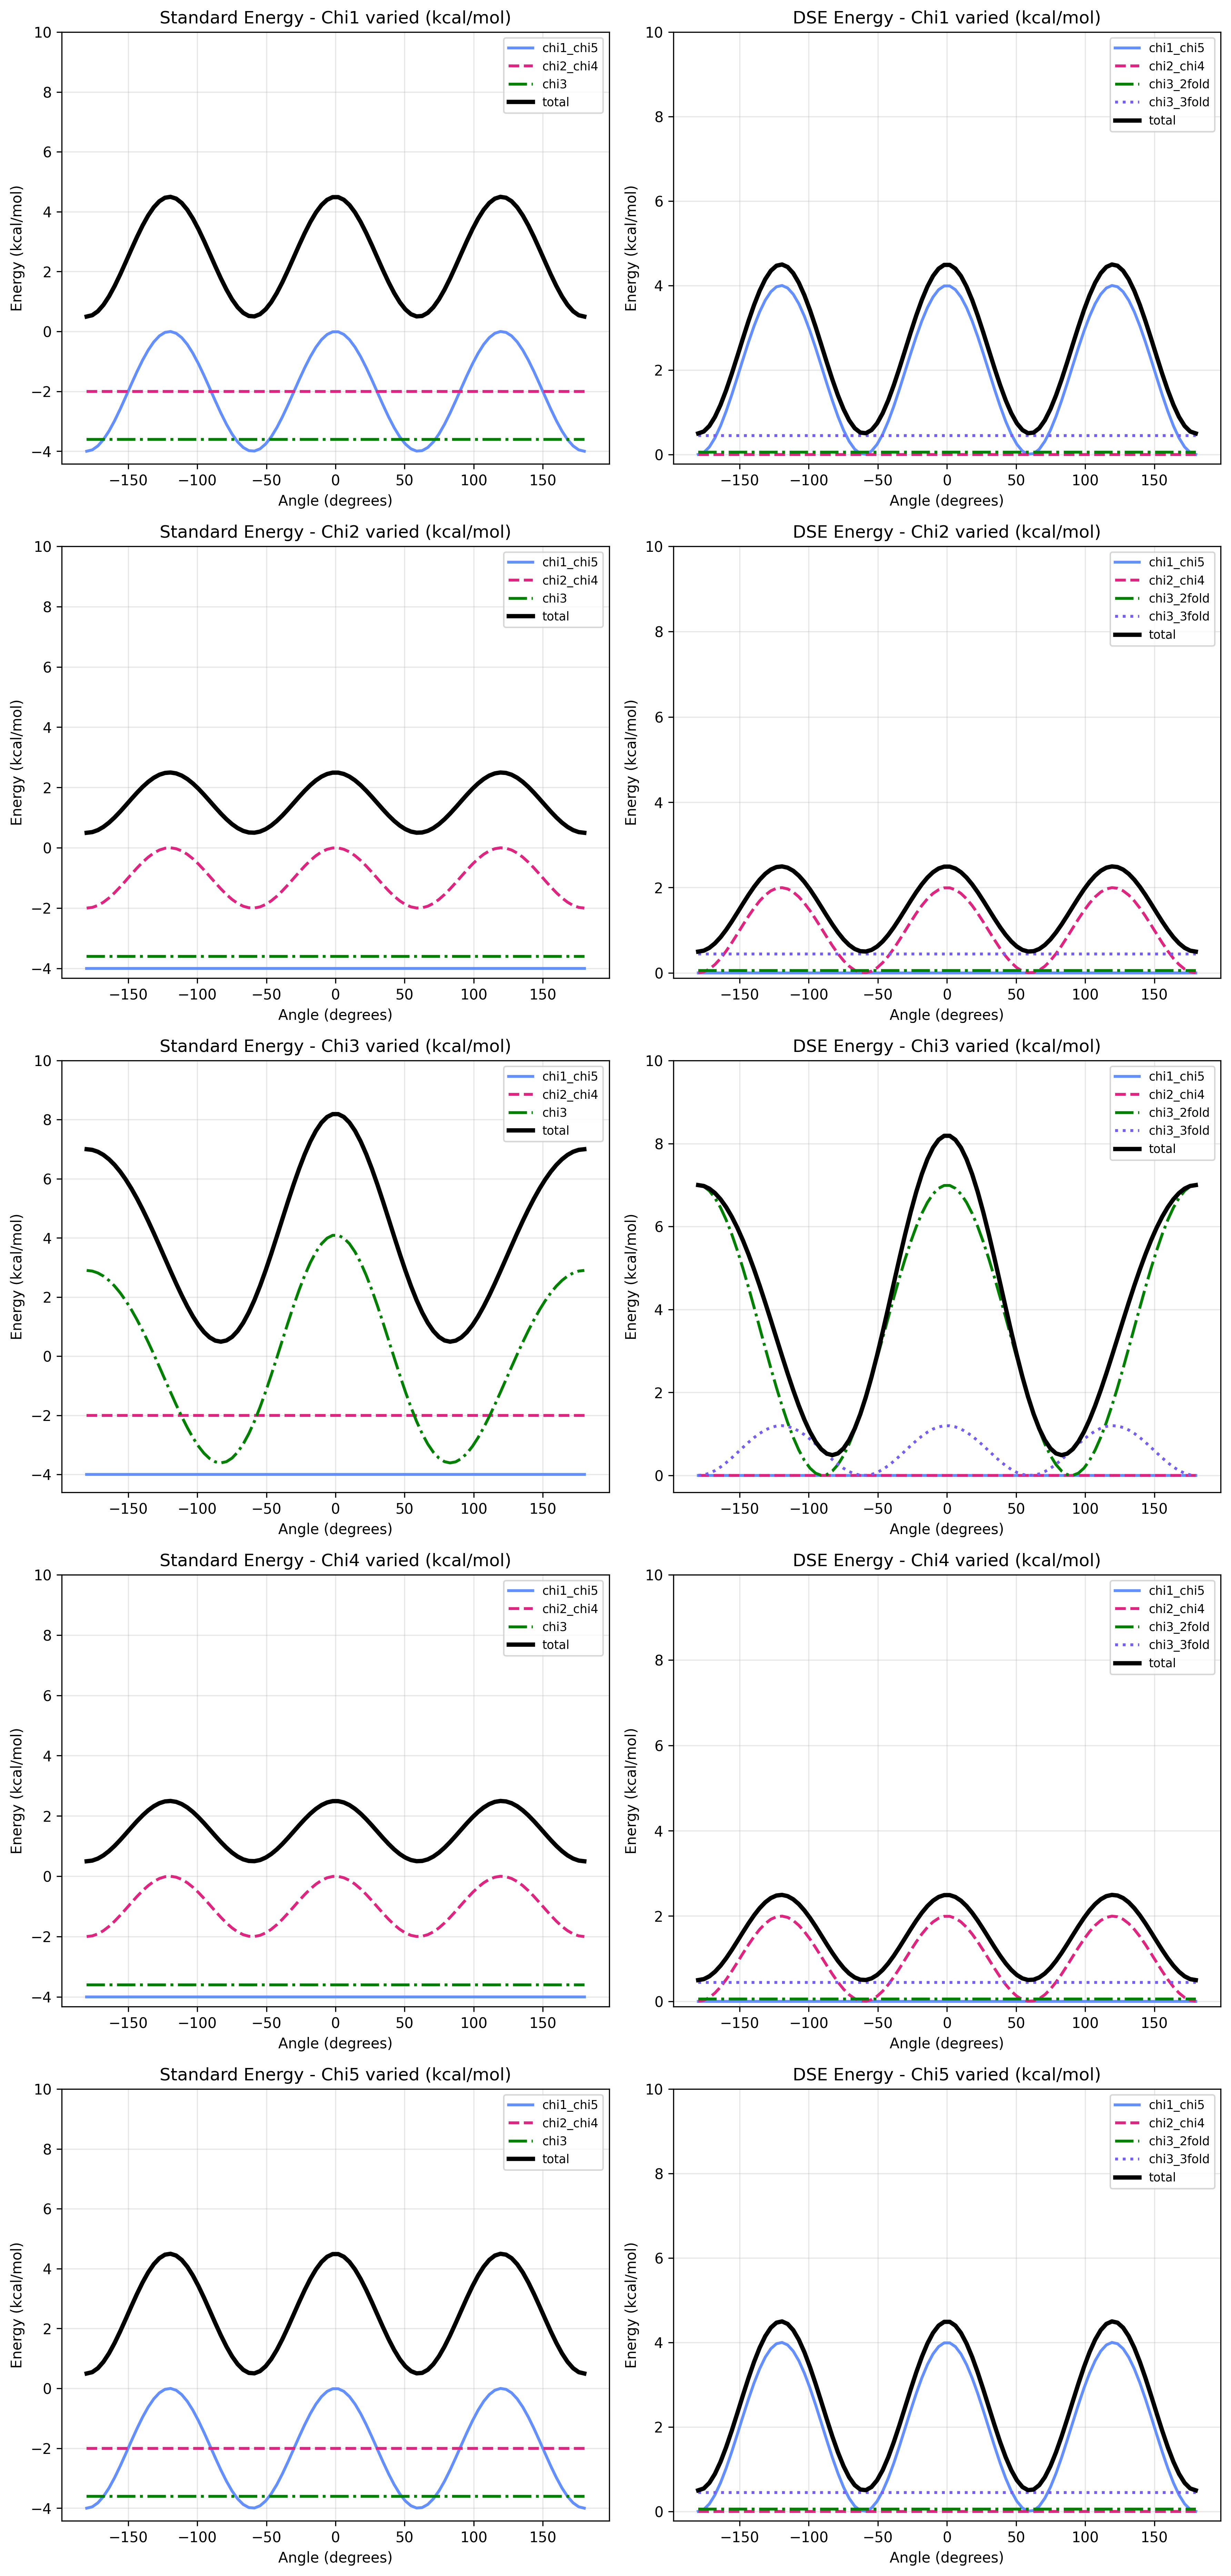 Standard Energy - Chi1 varied (kcal/mol)
Energy (kcal/mol)
10
8
6
4
2
0
−2
−4
chi1_chi5
chi2_chi4
chi3
total
−150 −100 −50 0 50 100 150
Angle (degrees)
DSE Energy - Chi1 varied (kcal/mol)
Energy (kcal/mol)
10
8
6
4
2
0
chi1_chi5
chi2_chi4
chi3_2fold
chi3_3fold
total
−150 −100 −50 0 50 100 150
Angle (degrees)
Standard Energy - Chi2 varied (kcal/mol)
Energy (kcal/mol)
10
8
6
4
2
0
−2
−4
chi1_chi5
chi2_chi4
chi3
total
−150 −100 −50 0 50 100 150
Angle (degrees)
DSE Energy - Chi2 varied (kcal/mol)
Energy (kcal/mol)
10
8
6
4
2
0
chi1_chi5
chi2_chi4
chi3_2fold
chi3_3fold
total
−150 −100 −50 0 50 100 150
Angle (degrees)
Standard Energy - Chi3 varied (kcal/mol)
Energy (kcal/mol)
10
8
6
4
2
0
−2
−4
chi1_chi5
chi2_chi4
chi3
total
−150 −100 −50 0 50 100 150
Angle (degrees)
DSE Energy - Chi3 varied (kcal/mol)
Energy (kcal/mol)
10
8
6
4
2
0
chi1_chi5
chi2_chi4
chi3_2fold
chi3_3fold
total
−150 −100 −50 0 50 100 150
Angle (degrees)
Standard Energy - Chi4 varied (kcal/mol)
Energy (kcal/mol)
10
8
6
4
2
0
−2
−4
chi1_chi5
chi2_chi4
chi3
total
−150 −100 −50 0 50 100 150
Angle (degrees)
DSE Energy - Chi4 varied (kcal/mol)
Energy (kcal/mol)
10
8
6
4
2
0
chi1_chi5
chi2_chi4
chi3_2fold
chi3_3fold
total
−150 −100 −50 0 50 100 150
Angle (degrees)
Standard Energy - Chi5 varied (kcal/mol)
Energy (kcal/mol)
10
8
6
4
2
0
−2
−4
chi1_chi5
chi2_chi4
chi3
total
−150 −100 −50 0 50 100 150
Angle (degrees)
DSE Energy - Chi5 varied (kcal/mol)
Energy (kcal/mol)
10
8
6
4
2
0
chi1_chi5
chi2_chi4
chi3_2fold
chi3_3fold
total
−150 −100 −50 0 50 100 150
Angle (degrees)